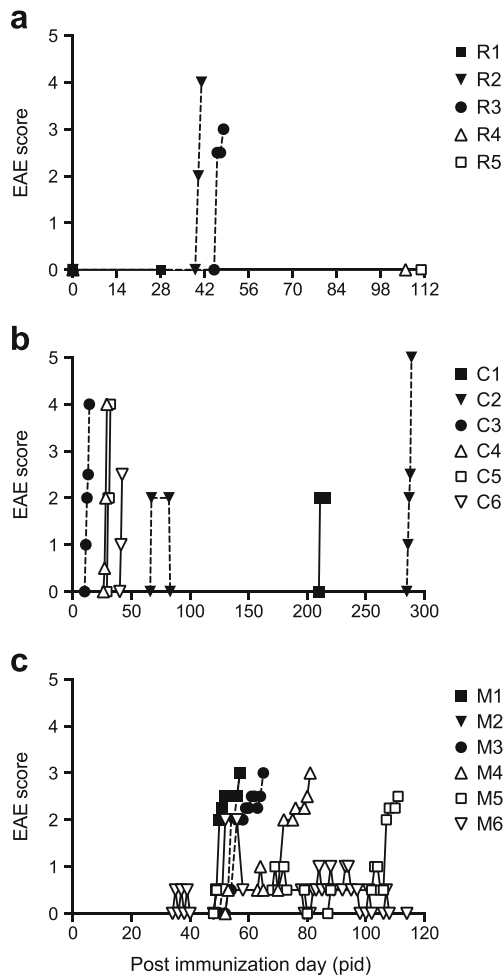 a
5
4
3
2
1
0
EAE score
0 14 28 42 56 70 84 98 112
R1
R2
R3
R4
R5
b
5
4
3
2
1
0
EAE score
0 50 100 150 200 250 300
C1
C2
C3
C4
C5
C6
c
5
4
3
2
1
0
EAE score
0 20 40 60 80 100 120
M1
M2
M3
M4
M5
M6
Post immunization day (pid)